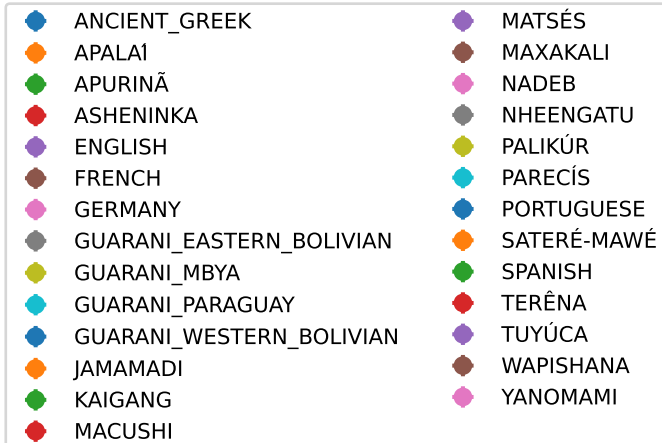 ANCIENT_GREEK
APALAÍ
APURINÃ
ASHENINKA
ENGLISH
FRENCH
GERMANY
GUARANI_EASTERN_BOLIVIAN
GUARANI_MBYA
GUARANI_PARAGUAY
GUARANI_WESTERN_BOLIVIAN
JAMAMADI
KAIGANG
MACUSHI
MATSÉS
MAXAKALI
NADEB
NHEENGATU
PALIKÚR
PARECÍS
PORTUGUESE
SATERÉ-MAWÉ
SPANISH
TERÊNA
TUYÚCA
WAPISHANA
YANOMAMI